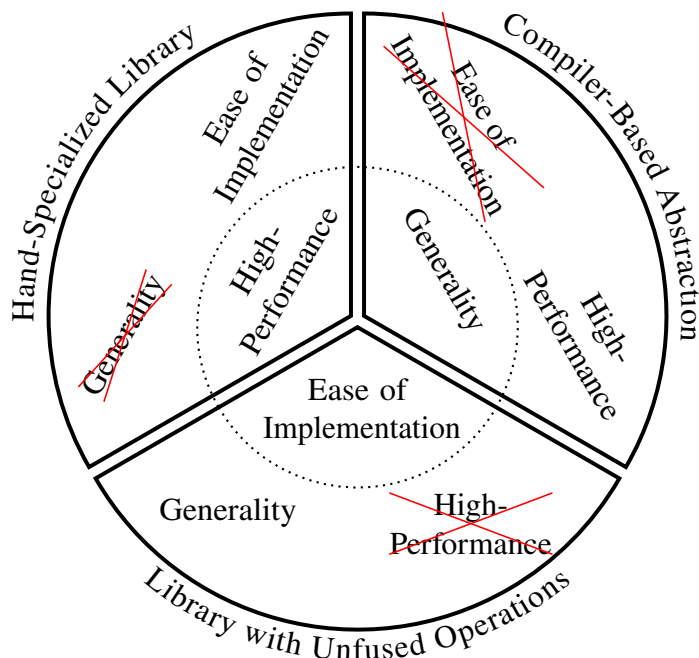 Hand-Specialized Library
Ease of
Implementation
High-
Performance
Generality
Compiler-Based Abstraction
Ease of
Implementation
Generality
High-
Performance
Ease of
Implementation
Generality
High-
Performance
Library with Unfused Operations